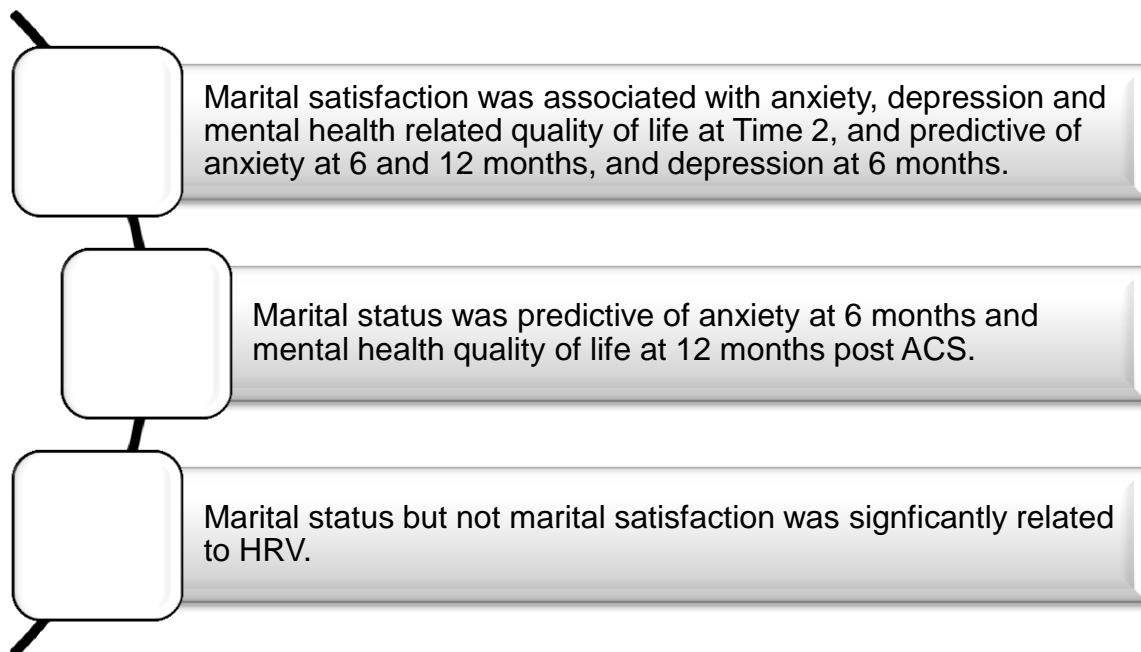 Marital satisfaction was associated with anxiety, depression and
mental health related quality of life at Time 2, and predictive of
anxiety at 6 and 12 months, and depression at 6 months.
Marital status was predictive of anxiety at 6 months and
mental health quality of life at 12 months post ACS.
Marital status but not marital satisfaction was signficantly related
to HRV.